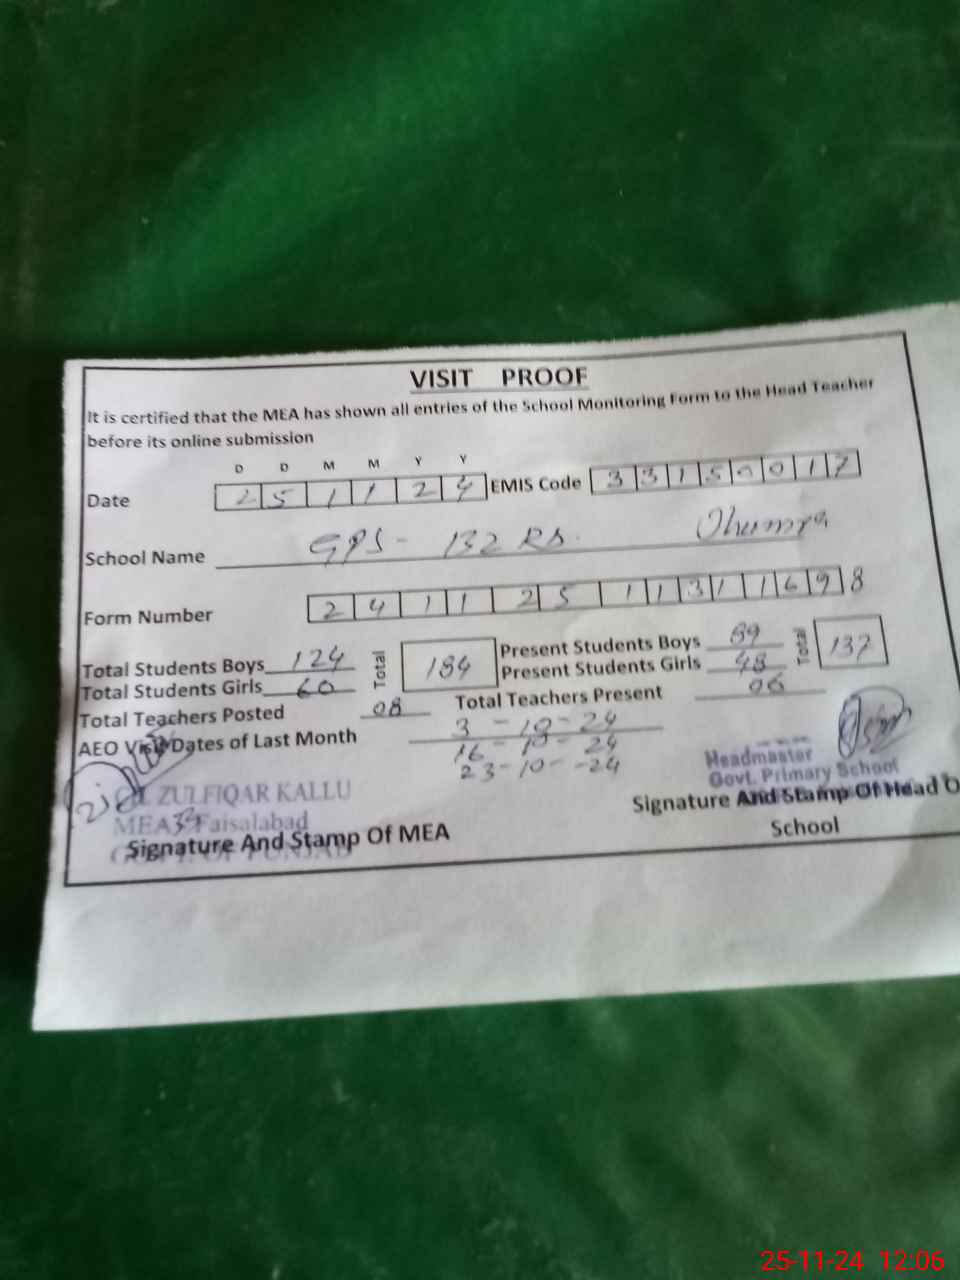 VISIT PROOF
It is certified that the MEA has shown all entries of the School Monitoring Form to the Head Teacher
before its online submission
D D M M Y Y
Date 2 5 1 1 2 4 EMIS Code 3 3 1 5 0 0 1 7
School Name GPS - 132 RB.
Form Number 2 4 1 1 2 5 1 1 3 1 1 6 9 8
Total Students Boys 124 Total 184 Present Students Boys 89 Total 137
Total Students Girls 60 Present Students Girls 48
Total Teachers Posted 08 Total Teachers Present 06
AEO Visit Dates of Last Month 3 - 10 - 24
16 - 10 - 24
23 - 10 - 24
Headmaster
Govt. Primary School
ZULFIQAR KALLU
MEA Faisalabad
Signature And Stamp Of MEA
Signature And Stamp Of Head O
School
25-11-24 12:06